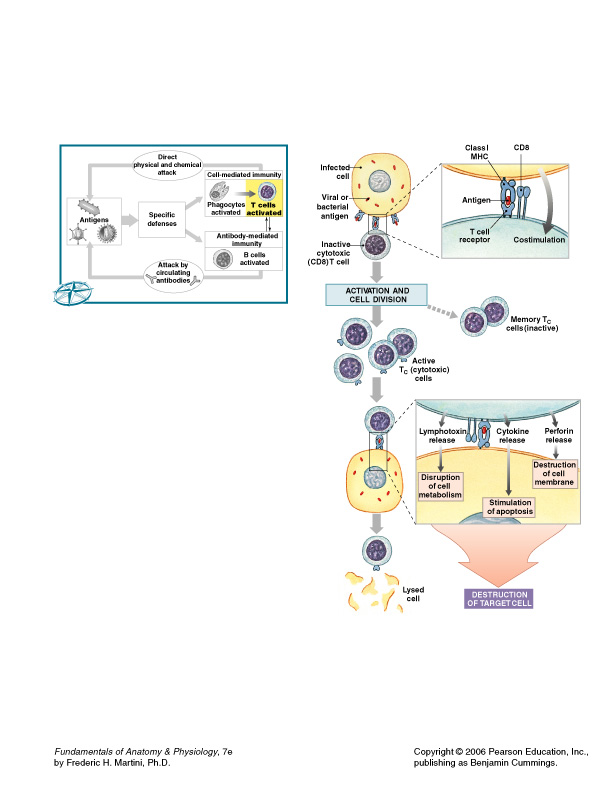 Direct
physical and chemical
attack
Cell-mediated immunity
Phagocytes
activated
T cells
activated
Antigens
Specific
defenses
Antibody-mediated
immunity
B cells
activated
Attack by
circulating
antibodies
Infected
cell
Viral or
bacterial
antigen
Inactive
cytotoxic
(CD8) T cell
Class I
MHC
CD8
Antigen
T cell
receptor
Costimulation
ACTIVATION AND
CELL DIVISION
Memory TC
cells (inactive)
Active
TC (cytotoxic)
cells
Lymphotoxin
release
Cytokine
release
Perforin
release
Disruption
of cell
metabolism
Stimulation
of apoptosis
Destruction
of cell
membrane
Lysed
cell
DESTRUCTION
OF TARGET CELL
Fundamentals of Anatomy & Physiology, 7e
by Frederic H. Martini, Ph.D.
Copyright © 2006 Pearson Education, Inc.,
publishing as Benjamin Cummings.